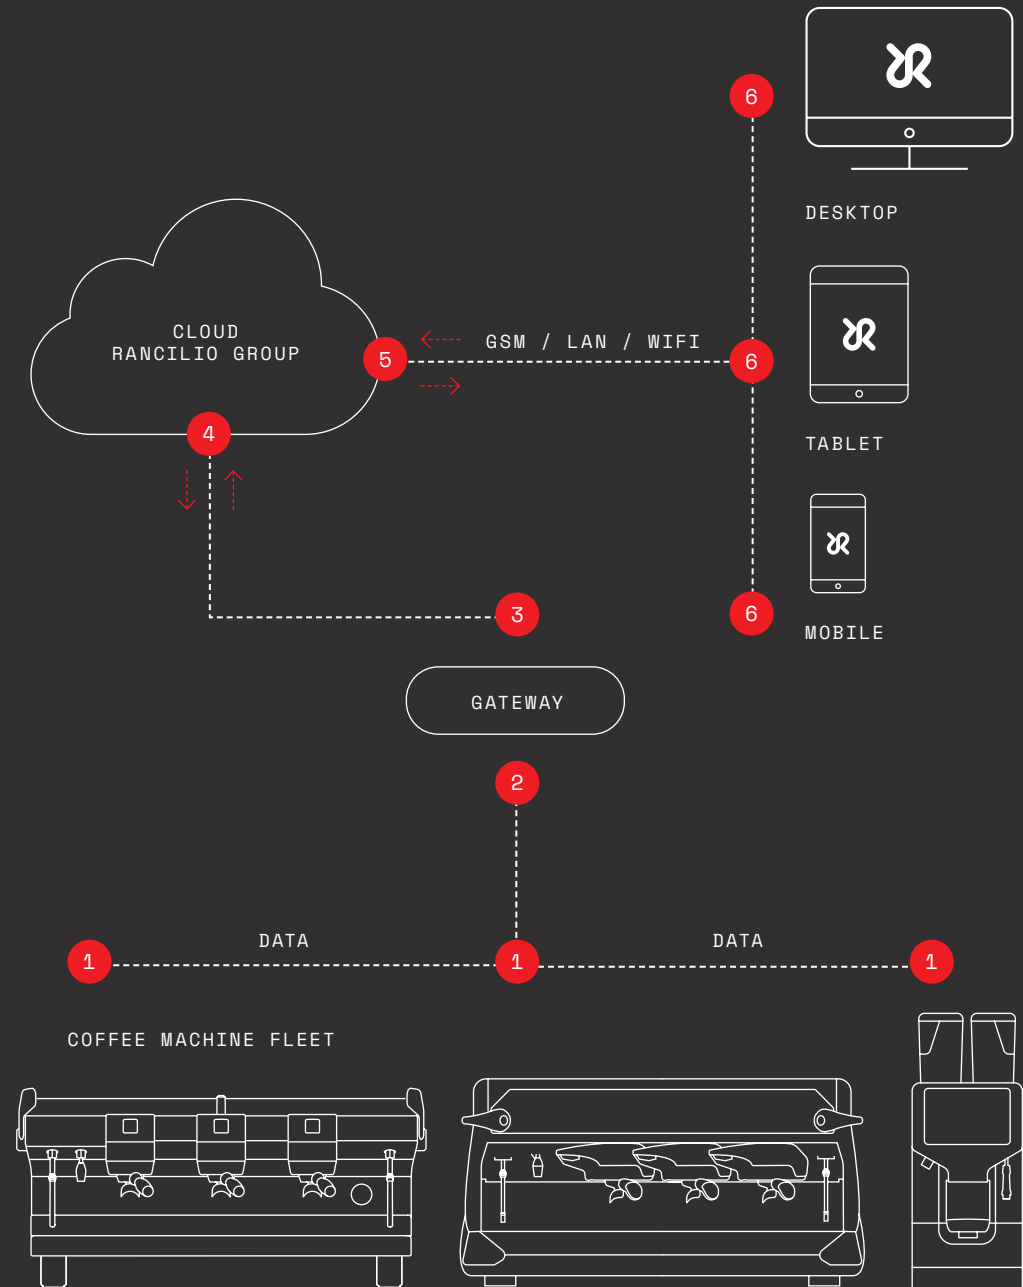 6
DESKTOP
CLOUD
RANCILIO GROUP
5
GSM / LAN / WIFI
6
4
TABLET
3
6
MOBILE
GATEWAY
2
DATA
DATA
1
1
1
COFFEE MACHINE FLEET